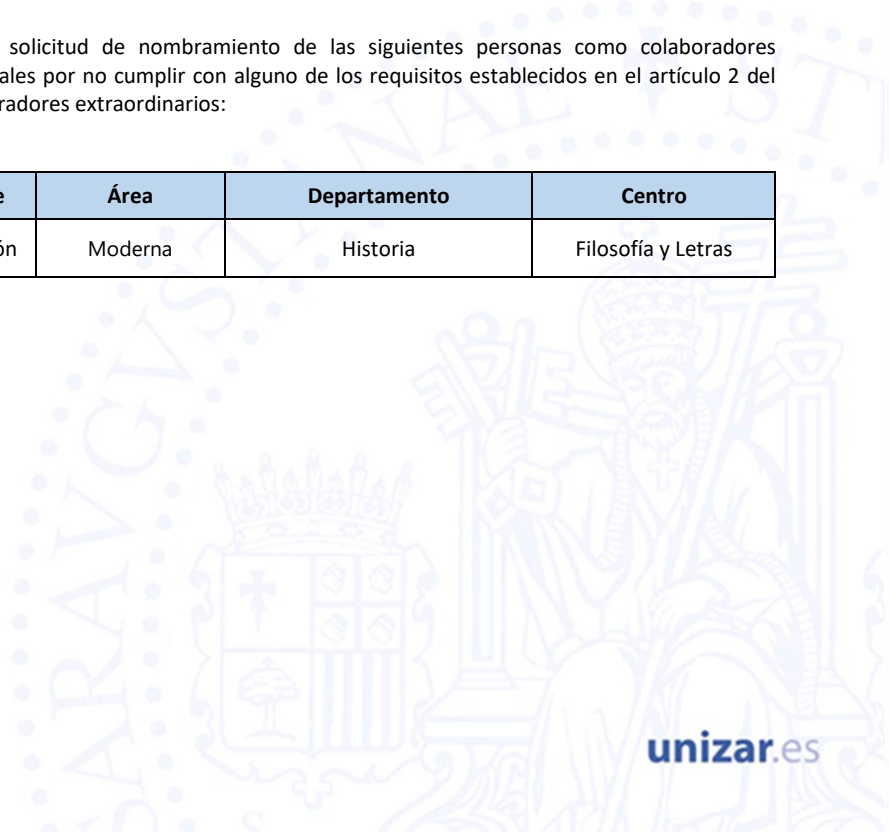 solicitud de nombramiento de las siguientes personas como colaboradores
ales por no cumplir con alguno de los requisitos establecidos en el artículo 2 del
radores extraordinarios:
e Área Departamento Centro
ón Moderna Historia Filosofía y Letras
unizar.es